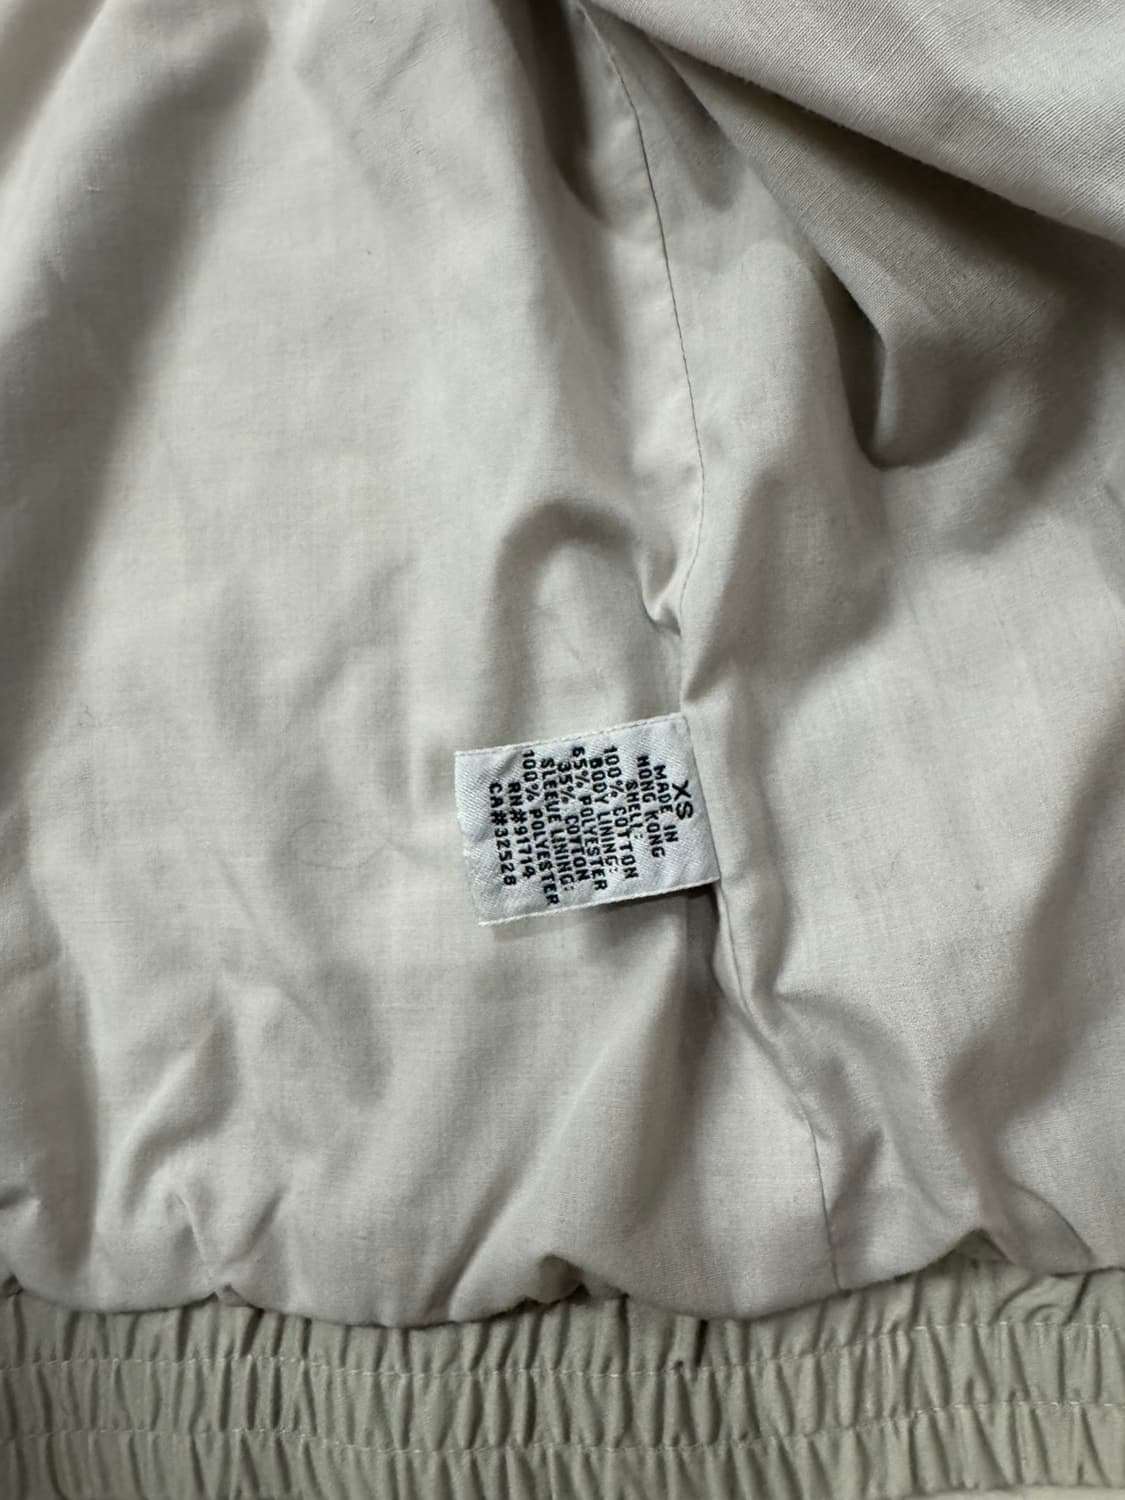 XS
MADE IN
HONG KONG
SHELL:
100% COTTON
BODY LINING:
65% POLYESTER
35% COTTON
SLEEVE LINING:
100% POLYESTER
RN#91714
CA#32528